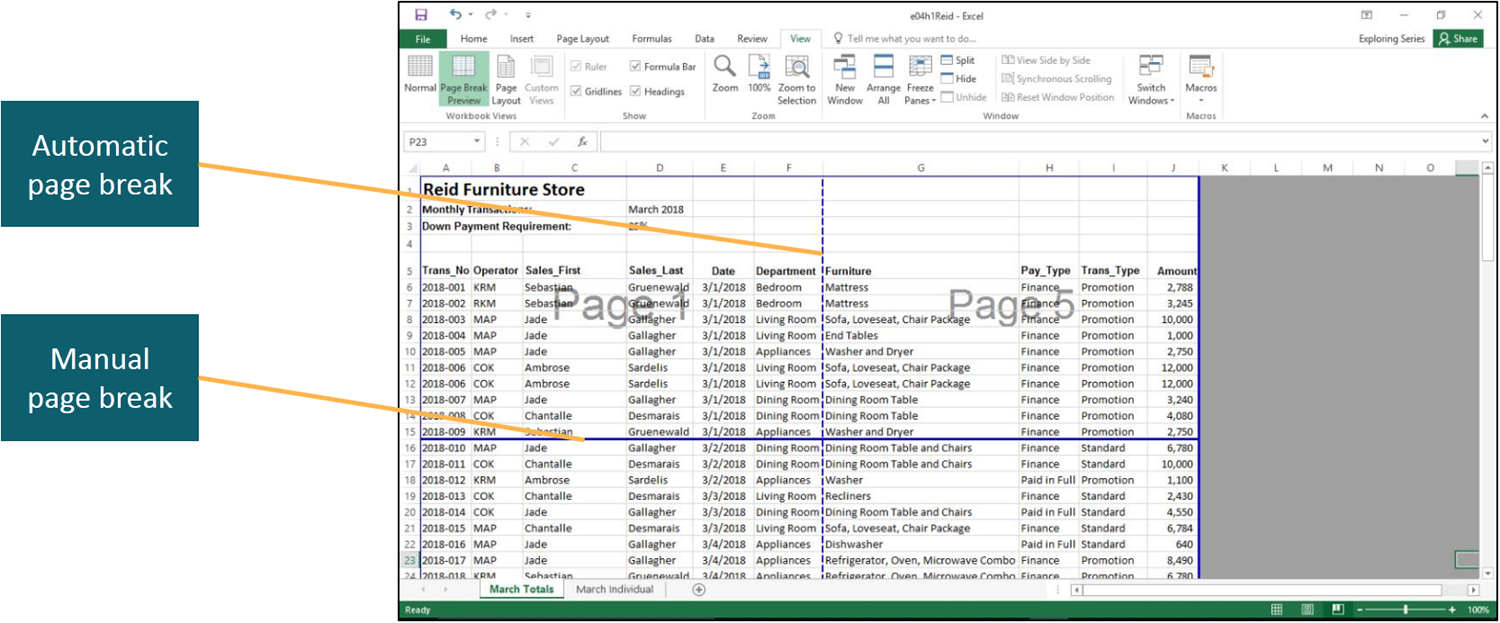 e04h1Reid - Excel
File Home Insert Page Layout Formulas Data Review View Tell me what you want to do... Exploring Series Share
Normal Page Break Preview Page Layout Custom Views
Workbook Views
Ruler Formula Bar
Gridlines Headings
Show
Zoom 100% Zoom to Selection
Zoom
New Window Arrange All Freeze Panes
Split
Hide
Unhide
View Side by Side
Synchronous Scrolling
Reset Window Position
Window
Switch Windows
Macros
Macros
P23 fx
Automatic
page break
Manual
page break
A B C D E F G H I J K L M N O
1 Reid Furniture Store
2 Monthly Transactions: March 2018
3 Down Payment Requirement: 25%
4
5 Trans_No Operator Sales_First Sales_Last Date Department Furniture Pay_Type Trans_Type Amount
6 2018-001 KRM Sebastian Gruenewald 3/1/2018 Bedroom Mattress Finance Promotion 2,788
7 2018-002 RKM Sebastian Gruenewald 3/1/2018 Bedroom Mattress Finance Promotion 3,245
Page 1 Page 5
8 2018-003 MAP Jade Gallagher 3/1/2018 Living Room Sofa, Loveseat, Chair Package Finance Promotion 10,000
9 2018-004 MAP Jade Gallagher 3/1/2018 Living Room End Tables Finance Promotion 1,000
10 2018-005 MAP Jade Gallagher 3/1/2018 Appliances Washer and Dryer Finance Promotion 2,750
11 2018-006 COK Ambrose Sardelis 3/1/2018 Living Room Sofa, Loveseat, Chair Package Finance Promotion 12,000
12 2018-006 COK Ambrose Sardelis 3/1/2018 Living Room Sofa, Loveseat, Chair Package Finance Promotion 12,000
13 2018-007 MAP Jade Gallagher 3/1/2018 Dining Room Dining Room Table Finance Promotion 3,240
14 2018-008 COK Chantalle Desmarais 3/1/2018 Dining Room Dining Room Table Finance Promotion 4,080
15 2018-009 KRM Sebastian Gruenewald 3/1/2018 Appliances Washer and Dryer Finance Promotion 2,750
16 2018-010 MAP Jade Gallagher 3/2/2018 Dining Room Dining Room Table and Chairs Finance Standard 6,780
17 2018-011 COK Chantalle Desmarais 3/2/2018 Dining Room Dining Room Table and Chairs Finance Standard 10,000
18 2018-012 KRM Ambrose Sardelis 3/2/2018 Appliances Washer Paid in Full Promotion 1,100
19 2018-013 COK Chantalle Desmarais 3/3/2018 Living Room Recliners Finance Standard 2,430
20 2018-014 COK Jade Gallagher 3/3/2018 Dining Room Dining Room Table and Chairs Paid in Full Standard 4,550
21 2018-015 MAP Chantalle Desmarais 3/3/2018 Living Room Sofa, Loveseat, Chair Package Finance Standard 6,784
22 2018-016 MAP Jade Gallagher 3/4/2018 Appliances Dishwasher Paid in Full Standard 640
23 2018-017 MAP Jade Gallagher 3/4/2018 Appliances Refrigerator, Oven, Microwave Combo Finance Promotion 8,490
24 2018-018 KRM Sebastian Gruenewald 3/4/2018 Appliances Refrigerator, Oven, Microwave Combo Finance Promotion 6,780
March Totals March Individual
Ready 100%